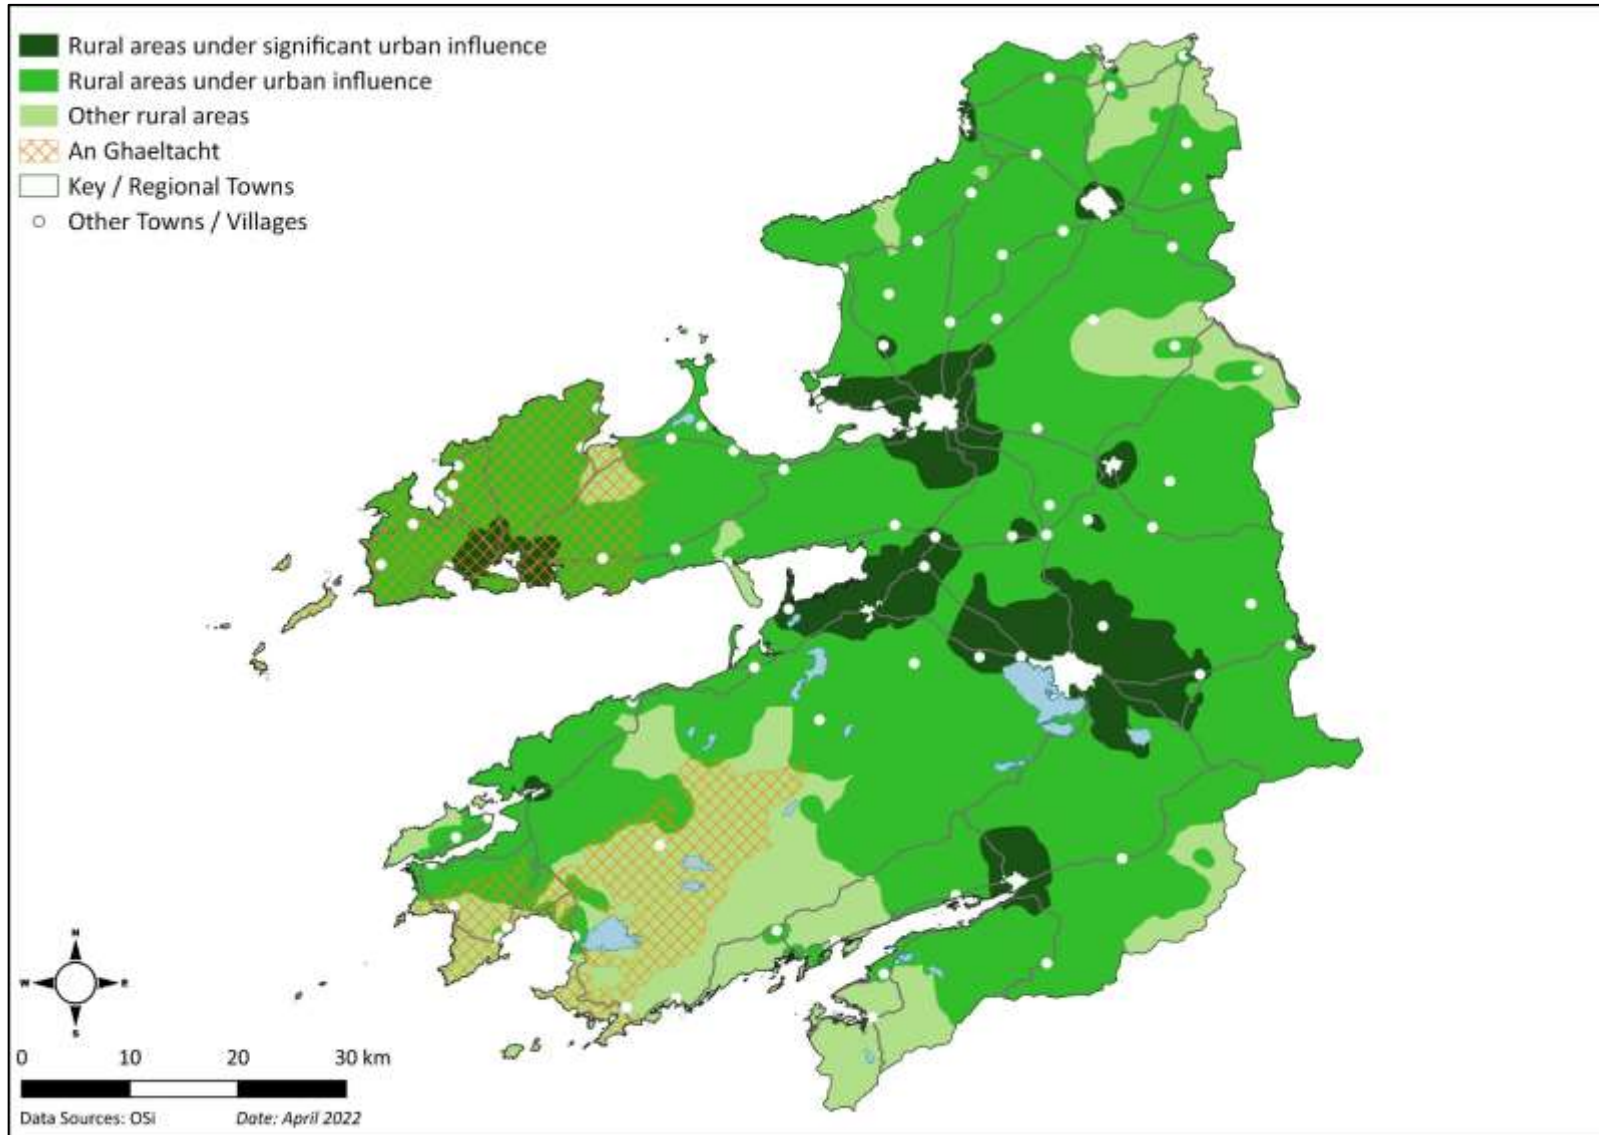 Rural areas under significant urban influence
Rural areas under urban influence
Other rural areas
An Ghaeltacht
Key / Regional Towns
Other Towns / Villages
N
W
E
S
0 10 20 30 km
Data Sources: OSi Date: April 2022